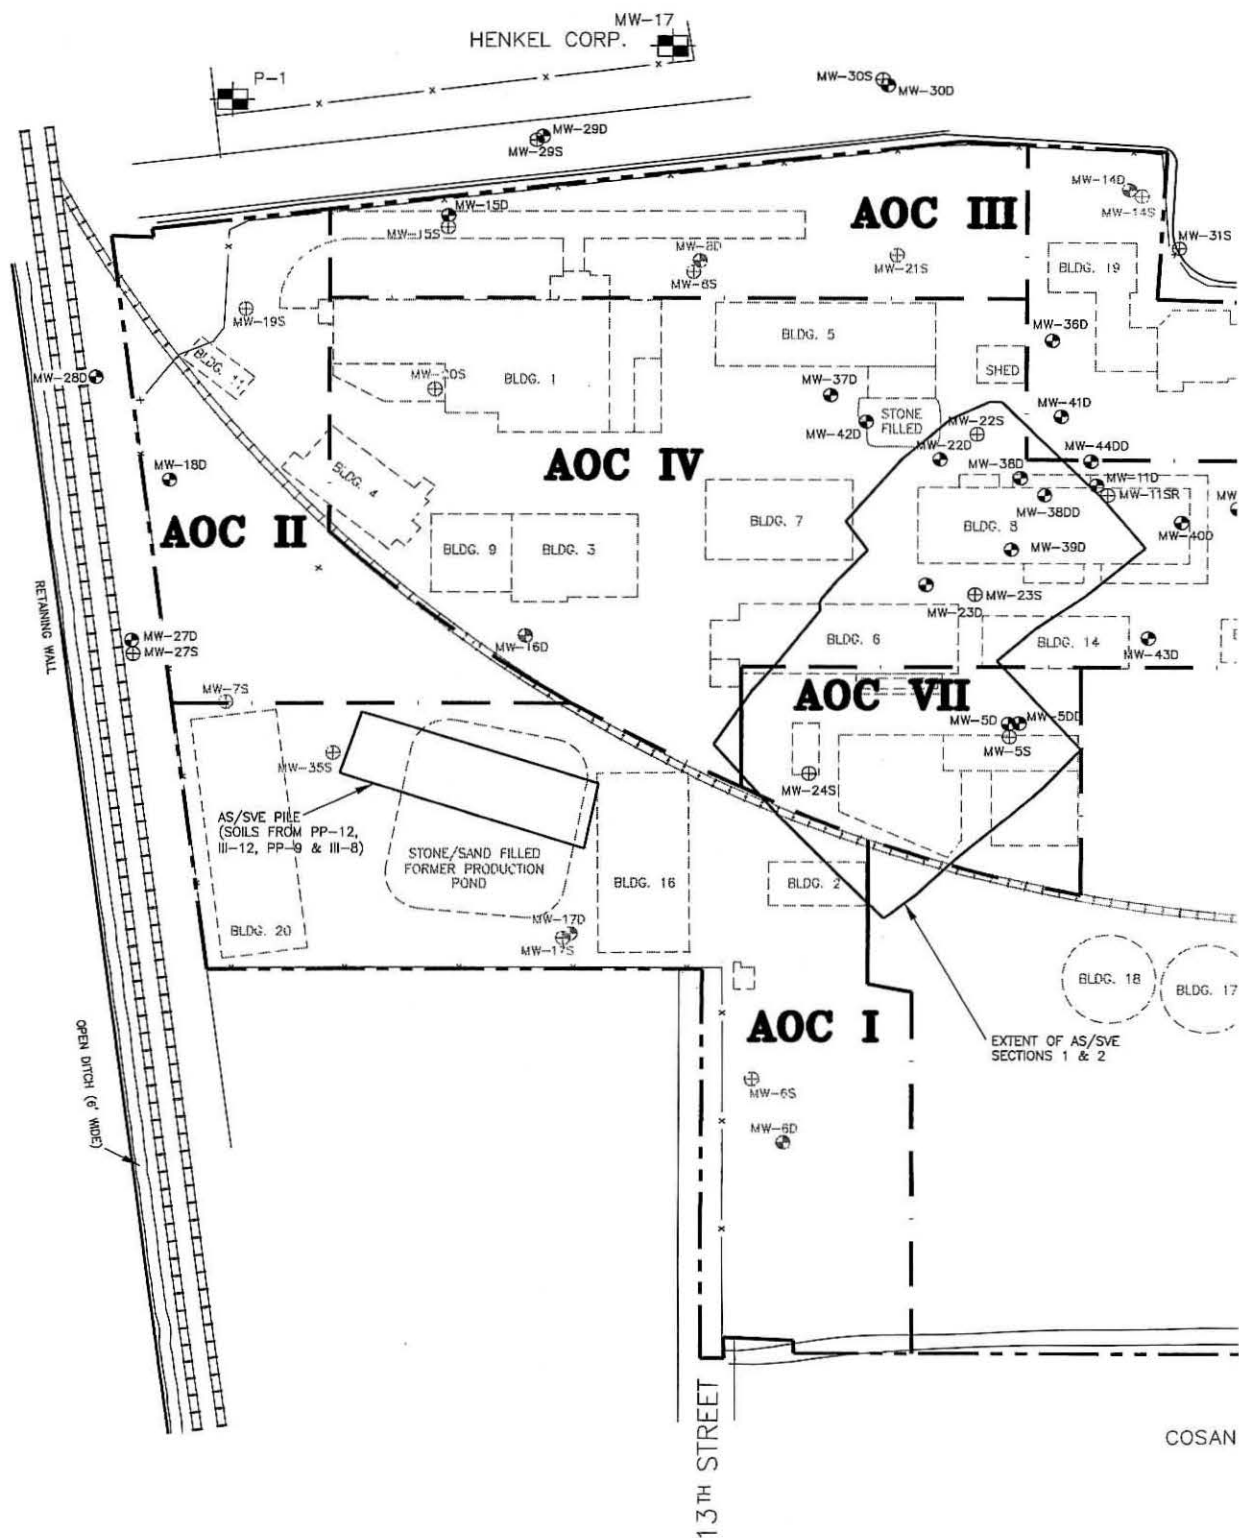 MW-17
HENKEL CORP.
P-1
MW-30S
MW-30D
MW-29D
MW-29S
MW-14D
MW-14S
MW-15D
MW-15S
AOC III
MW-31S
MW-8D
MW-8S
MW-21S
BLDG. 19
MW-19S
MW-36D
BLDG. 5
BLDG. 11
SHED
MW-28D
MW-20S
BLDG. 1
MW-37D
MW-41D
STONE
FILLED
MW-42D
MW-22S
MW-22D
MW-44DD
AOC IV
MW-38D
MW-11D
MW-11SR
MW-18D
BLDG. 4
MW
AOC II
BLDG. 7
MW-38DD
BLDG. 8
MW-40D
BLDG. 9
BLDG. 3
MW-39D
RETAINING WALL
MW-23S
MW-23D
MW-27D
MW-27S
MW-16D
BLDG. 6
BLDG. 14
MW-43D
MW-7S
AOC VII
MW-5D
MW-5DD
MW-5S
MW-35S
MW-24S
AS/SVE PILE
(SOILS FROM PP-12,
III-12, PP-9 & III-8)
STONE/SAND FILLED
FORMER PRODUCTION
POND
BLDG. 16
BLDG. 2
BLDG. 20
MW-17D
MW-17S
BLDG. 18
BLDG. 17
AOC I
EXTENT OF AS/SVE
SECTIONS 1 & 2
OPEN DITCH (6' WIDE)
MW-6S
MW-6D
13TH STREET
COSAN